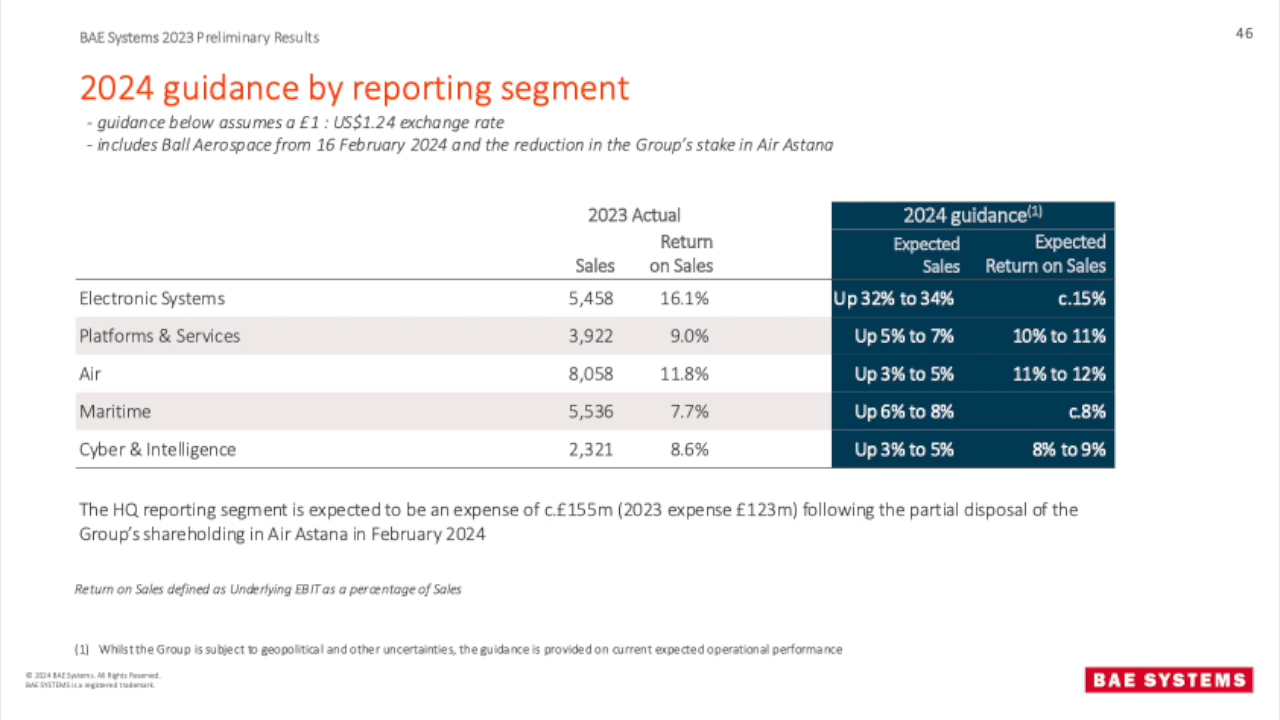 BAE Systems 2023 Preliminary Results
46
2024 guidance by reporting segment
- guidance below assumes a £1 : US$1.24 exchange rate
- includes Ball Aerospace from 16 February 2024 and the reduction in the Group's stake in Air Astana
2023 Actual 2024 guidance(1)
Sales Return on Sales Expected Sales Expected Return on Sales
Electronic Systems 5,458 16.1% Up 32% to 34% c.15%
Platforms & Services 3,922 9.0% Up 5% to 7% 10% to 11%
Air 8,058 11.8% Up 3% to 5% 11% to 12%
Maritime 5,536 7.7% Up 6% to 8% c.8%
Cyber & Intelligence 2,321 8.6% Up 3% to 5% 8% to 9%
The HQ reporting segment is expected to be an expense of c.£155m (2023 expense £123m) following the partial disposal of the
Group's shareholding in Air Astana in February 2024
Return on Sales defined as Underlying EBIT as a percentage of Sales
(1) Whilst the Group is subject to geopolitical and other uncertainties, the guidance is provided on current expected operational performance
© 2024 BAE Systems. All Rights Reserved.
BAE SYSTEMS is a registered trademark.
BAE SYSTEMS